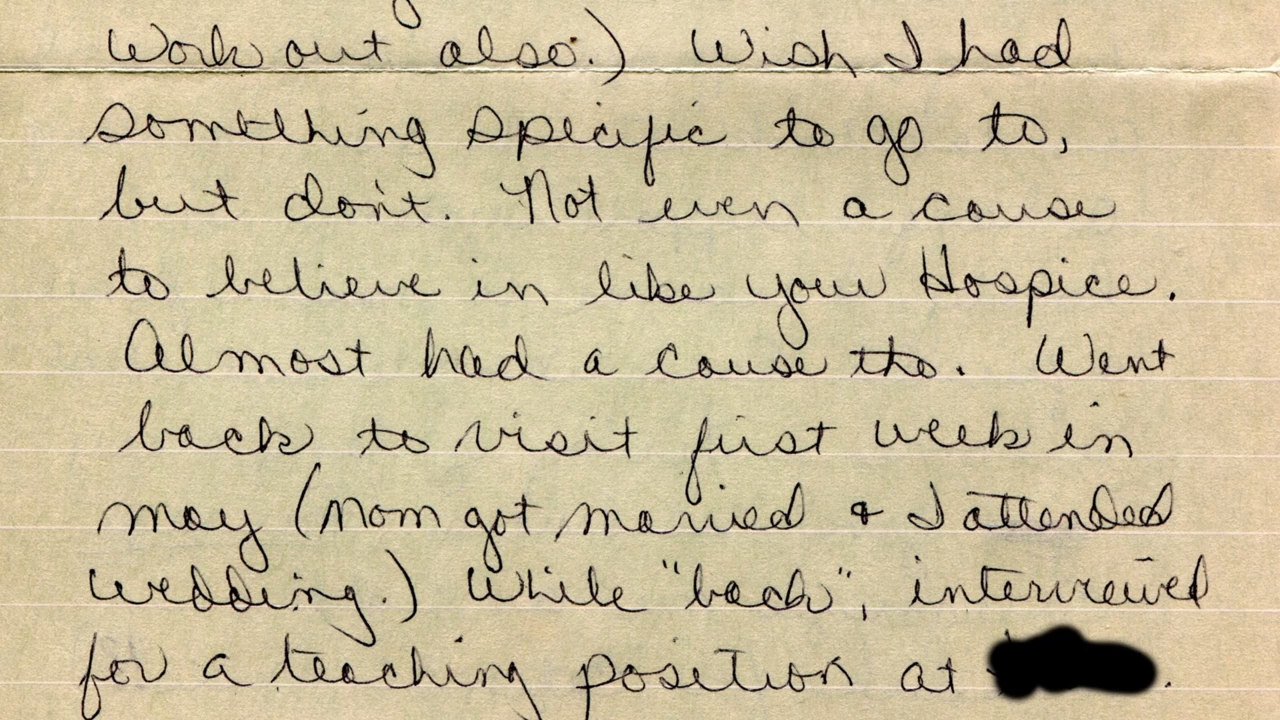 work out also.) Wish I had
something specific to go to,
but don't. Not even a cause
to believe in like your Hospice.
Almost had a cause tho. Went
back to visit first week in
may (Mom got married & I attended
wedding.) While "back", interviewed
for a teaching position at .